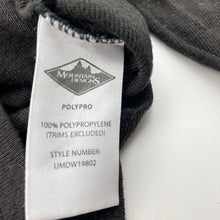 MOUNTAIN
DESIGNS
POLYPRO
100% POLYPROPYLENE
(TRIMS EXCLUDED)
STYLE NUMBER:
UMDW19802